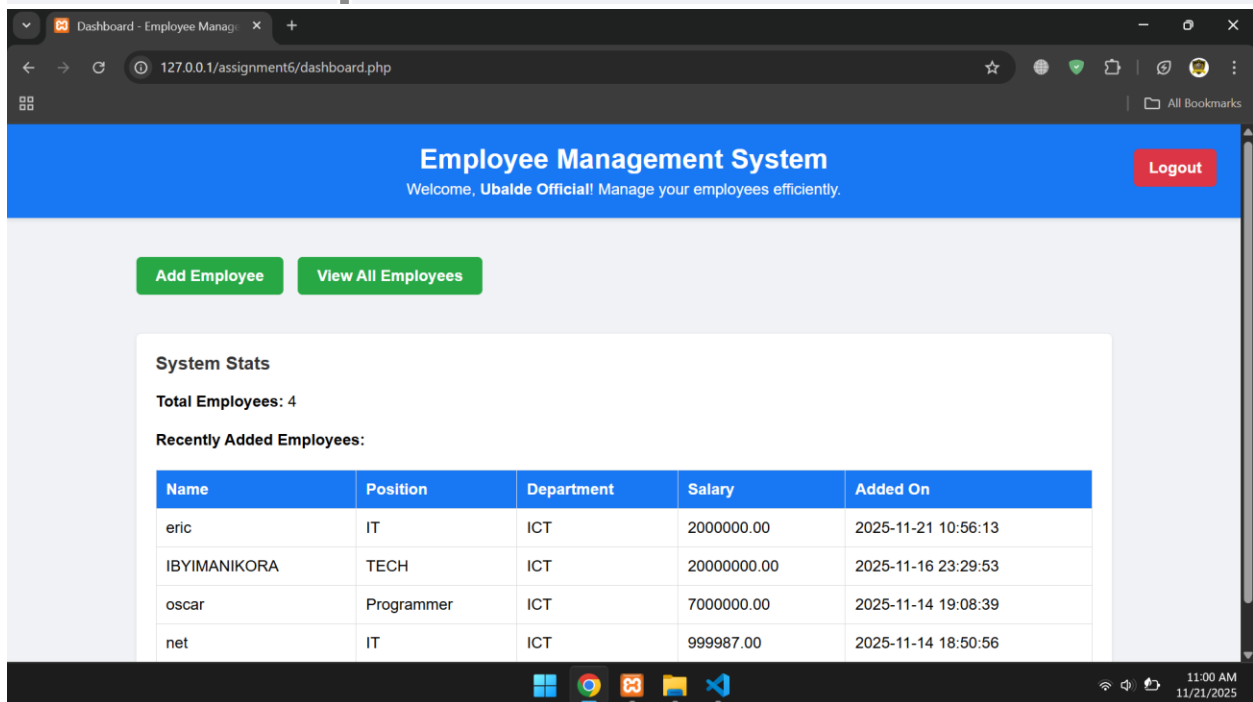 Dashboard - Employee Manag
127.0.0.1/assignment6/dashboard.php
All Bookmarks
Employee Management System
Welcome, Ubalde Official! Manage your employees efficiently.
Logout
Add Employee View All Employees
System Stats
Total Employees: 4
Recently Added Employees:
Name Position Department Salary Added On
eric IT ICT 2000000.00 2025-11-21 10:56:13
IBYIMANIKORA TECH ICT 20000000.00 2025-11-16 23:29:53
oscar Programmer ICT 7000000.00 2025-11-14 19:08:39
net IT ICT 999987.00 2025-11-14 18:50:56
11:00 AM
11/21/2025